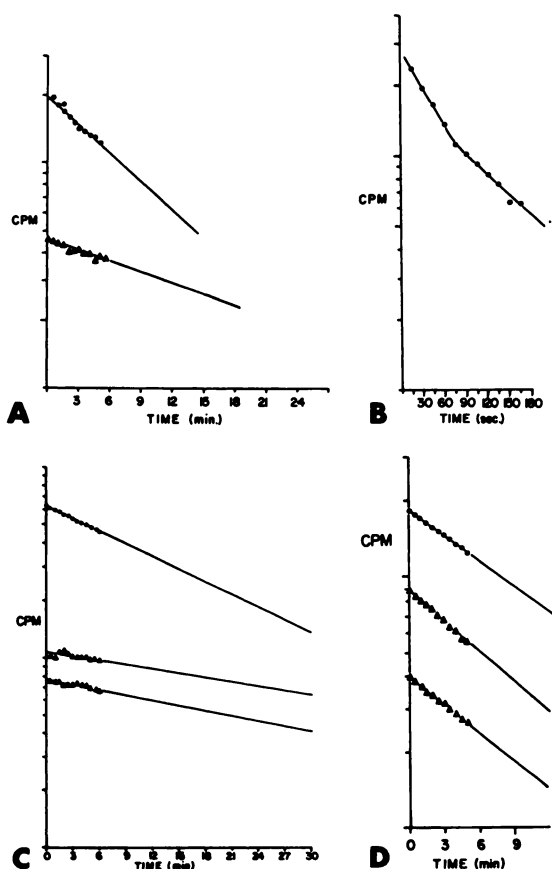 CPM
3 6 9 12 15 18 21 24
TIME (min.)
A
CPM
30 60 90 120 150 180
TIME (sec.)
B
CPM
0 3 6 9 12 15 18 21 24 27 30
TIME (min)
C
CPM
0 3 6 9
TIME (min)
D